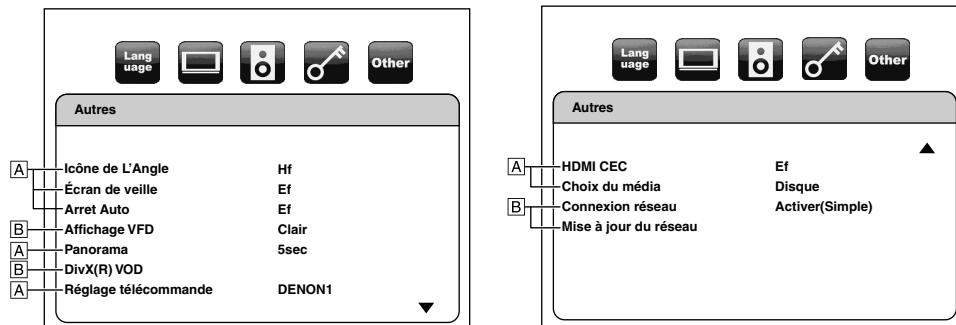 Lang
uage
Other
Autres
A Icône de L'Angle Hf
Écran de veille Ef
Arret Auto Ef
B Affichage VFD Clair
A Panorama 5sec
B DivX(R) VOD
A Réglage télécommande DENON1
▼
Lang
uage
Other
Autres
▲
A HDMI CEC Ef
Choix du média Disque
B Connexion réseau Activer(Simple)
Mise à jour du réseau